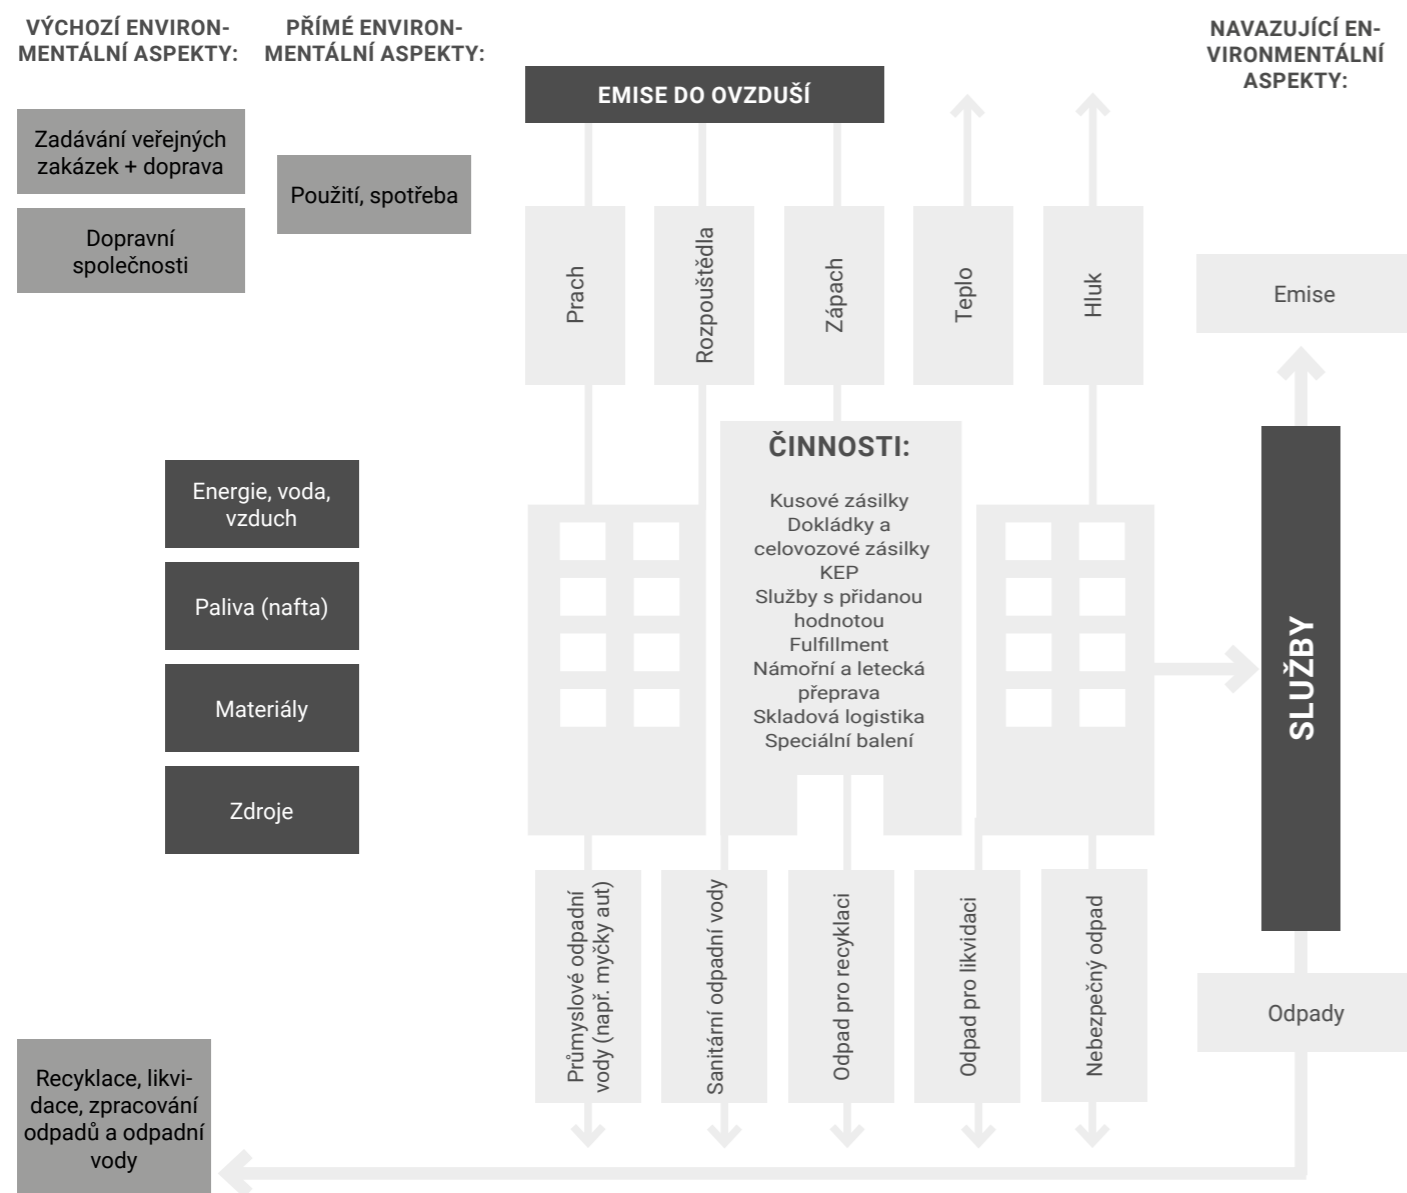 VÝCHOZÍ ENVIRON-
MENTÁLNÍ ASPEKTY:
PŘÍMÉ ENVIRON-
MENTÁLNÍ ASPEKTY:
NAVAZUJÍCÍ EN-
VIRONMENTÁLNÍ
ASPEKTY:
EMISE DO OVZDUŠÍ
Zadávání veřejných
zakázek + doprava
Dopravní
společnosti
Použití, spotřeba
Prach
Rozpouštědla
Zápach
Teplo
Hluk
Emise
ČINNOSTI:
Kusové zásilky
Dokládky a
celovozové zásilky
KEP
Služby s přidanou
hodnotou
Fulfillment
Námořní a letecká
přeprava
Skladová logistika
Speciální balení
Energie, voda,
vzduch
Paliva (nafta)
Materiály
Zdroje
SLUŽBY
Průmyslové odpadní
vody (např. myčky aut)
Sanitární odpadní vody
Odpad pro recyklaci
Odpad pro likvidaci
Nebezpečný odpad
Odpady
Recyklace, likvi-
dace, zpracování
odpadů a odpadní
vody